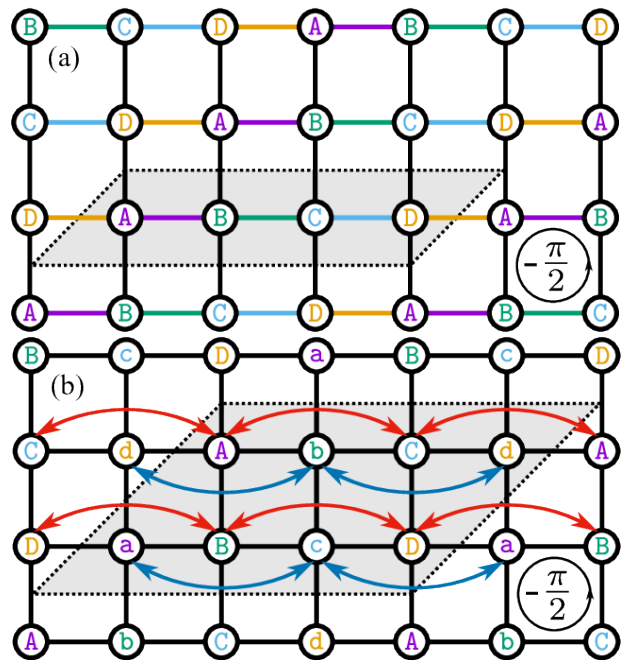 B C D A B C D
(a)
C D A B C D A
D A B C D A B
-π/2
A B C D A B C
B c D a B c D
(b)
C d A b C d A
D a B c D a B
-π/2
A b C d A b C